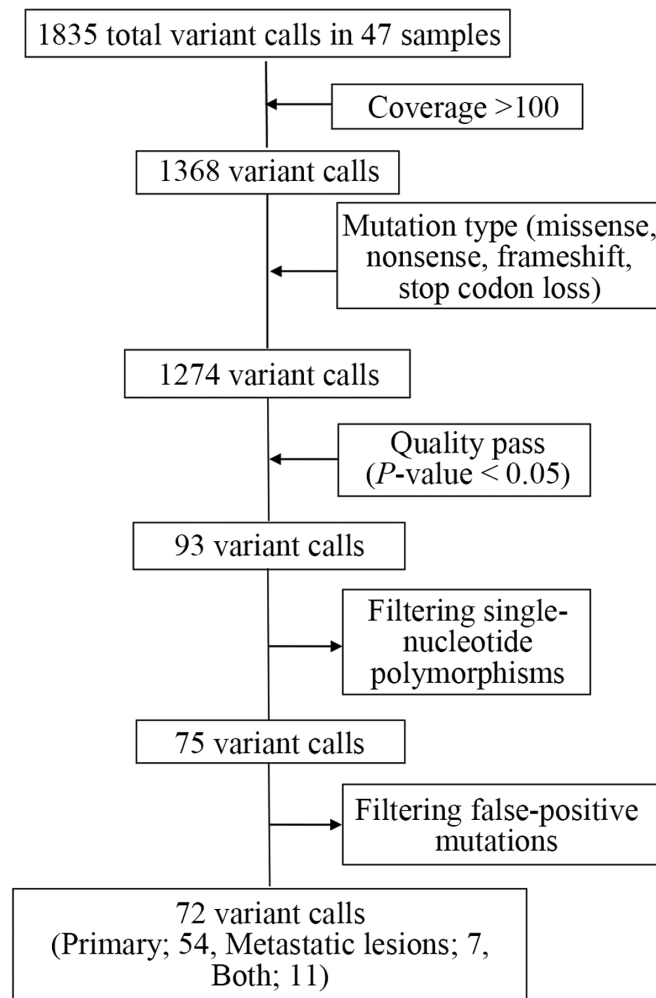 1835 total variant calls in 47 samples
Coverage >100
1368 variant calls
Mutation type (missense,
nonsense, frameshift,
stop codon loss)
1274 variant calls
Quality pass
(P-value < 0.05)
93 variant calls
Filtering single-
nucleotide
polymorphisms
75 variant calls
Filtering false-positive
mutations
72 variant calls
(Primary; 54, Metastatic lesions; 7,
Both; 11)